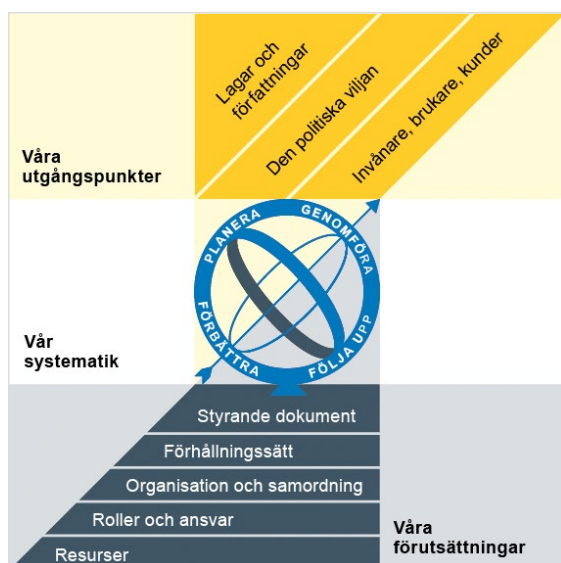 Lagar och
författningar
Den politiska viljan
Invånare, brukare, kunder
Våra
utgångspunkter
PLANERA
GENOMFÖRA
FÖRBÄTTRA
FÖLJA UPP
Vår
systematik
Styrande dokument
Förhållningssätt
Organisation och samordning
Roller och ansvar
Resurser
Våra
förutsättningar